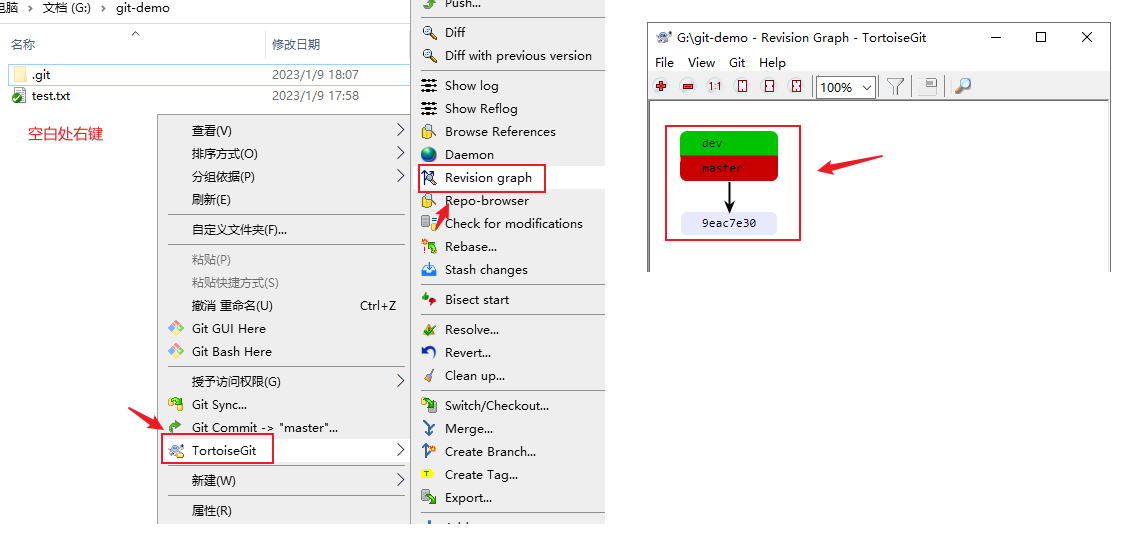 电脑 › 文档 (G:) › git-demo
名称 修改日期
.git 2023/1/9 18:07
test.txt 2023/1/9 17:58
空白处右键
查看(V)
排序方式(O)
分组依据(P)
刷新(E)
自定义文件夹(F)...
粘贴(P)
粘贴快捷方式(S)
撤消 重命名(U) Ctrl+Z
Git GUI Here
Git Bash Here
授予访问权限(G)
Git Sync...
Git Commit -> "master"...
TortoiseGit
新建(W)
属性(R)
Push...
Diff
Diff with previous version
Show log
Show Reflog
Browse References
Daemon
Revision graph
Repo-browser
Check for modifications
Rebase...
Stash changes
Bisect start
Resolve...
Revert...
Clean up...
Switch/Checkout...
Merge...
Create Branch...
Create Tag...
Export...
G:\git-demo - Revision Graph - TortoiseGit
File View Git Help
1:1 100%
dev
master
9eac7e30